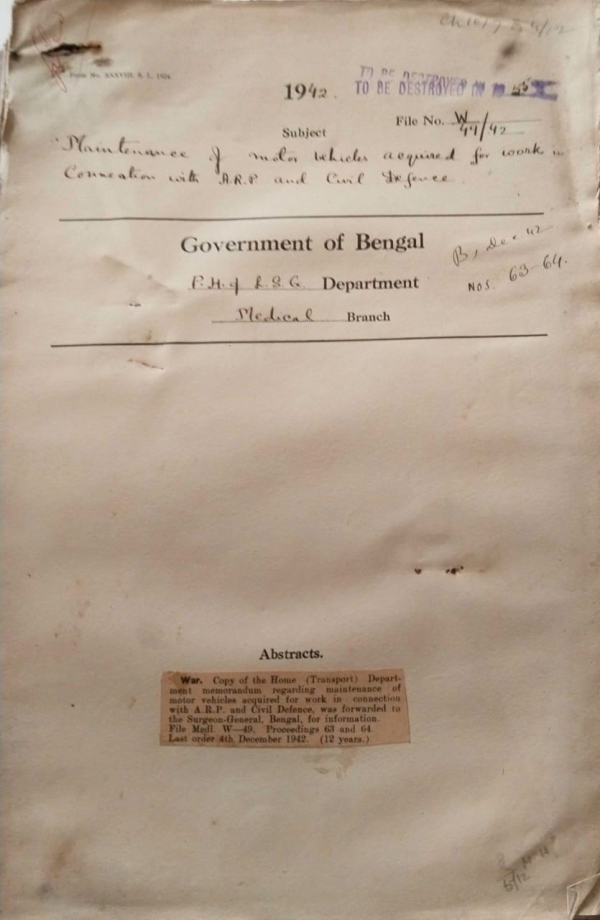 1942.
TO BE DESTROYED IN
File No. W
49/42
Subject
Maintenance of motor vehicles acquired for work in
Connection with A.R.P and Civil Defence.
Government of Bengal
B, Dec 42
NOS. 63-64.
P.H. & L.S.G. Department
Medical Branch
Abstracts.
War. Copy of the Home (Transport) Depart-
ment memorandum regarding maintenance of
motor vehicles acquired for work in connection
with A.R.P. and Civil Defence, was forwarded to
the Surgeon-General, Bengal, for information.
File Medl. W—49. Proceedings 63 and 64.
Last order 4th December 1942. (12 years.)